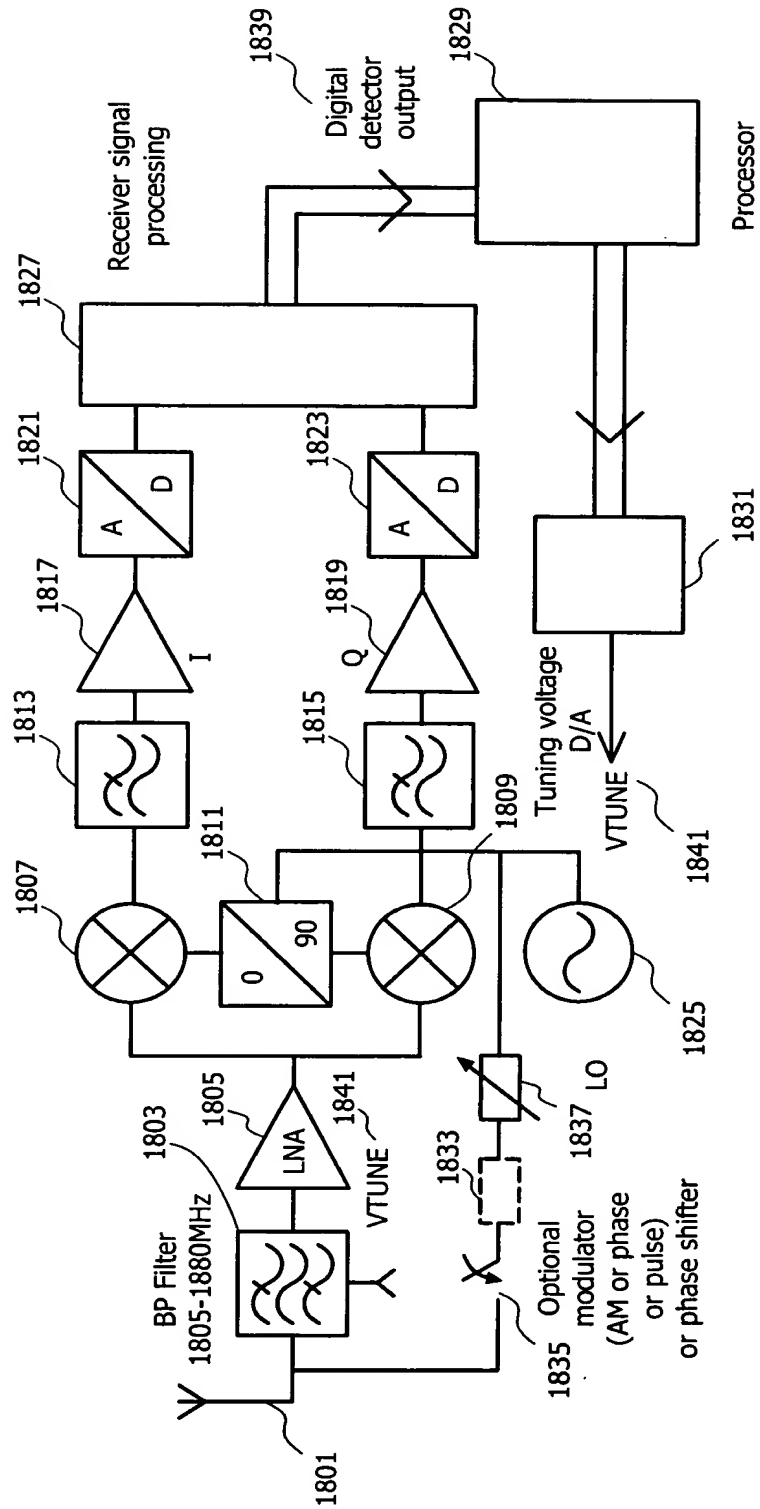 1839
1829
Digital
detector
output
Receiver signal
processing
Processor
1827
1821
A
D
1823
A
D
1817
I
1819
Q
1831
1813
1815
Tuning voltage
D/A
VTUNE
1841
1811
1809
0
90
1807
1825
1805
LNA
1841
VTUNE
LO
1837
1803
1833
BP Filter
1805-1880MHz
Optional
modulator
(AM or phase
or pulse)
or phase shifter
1835
1801